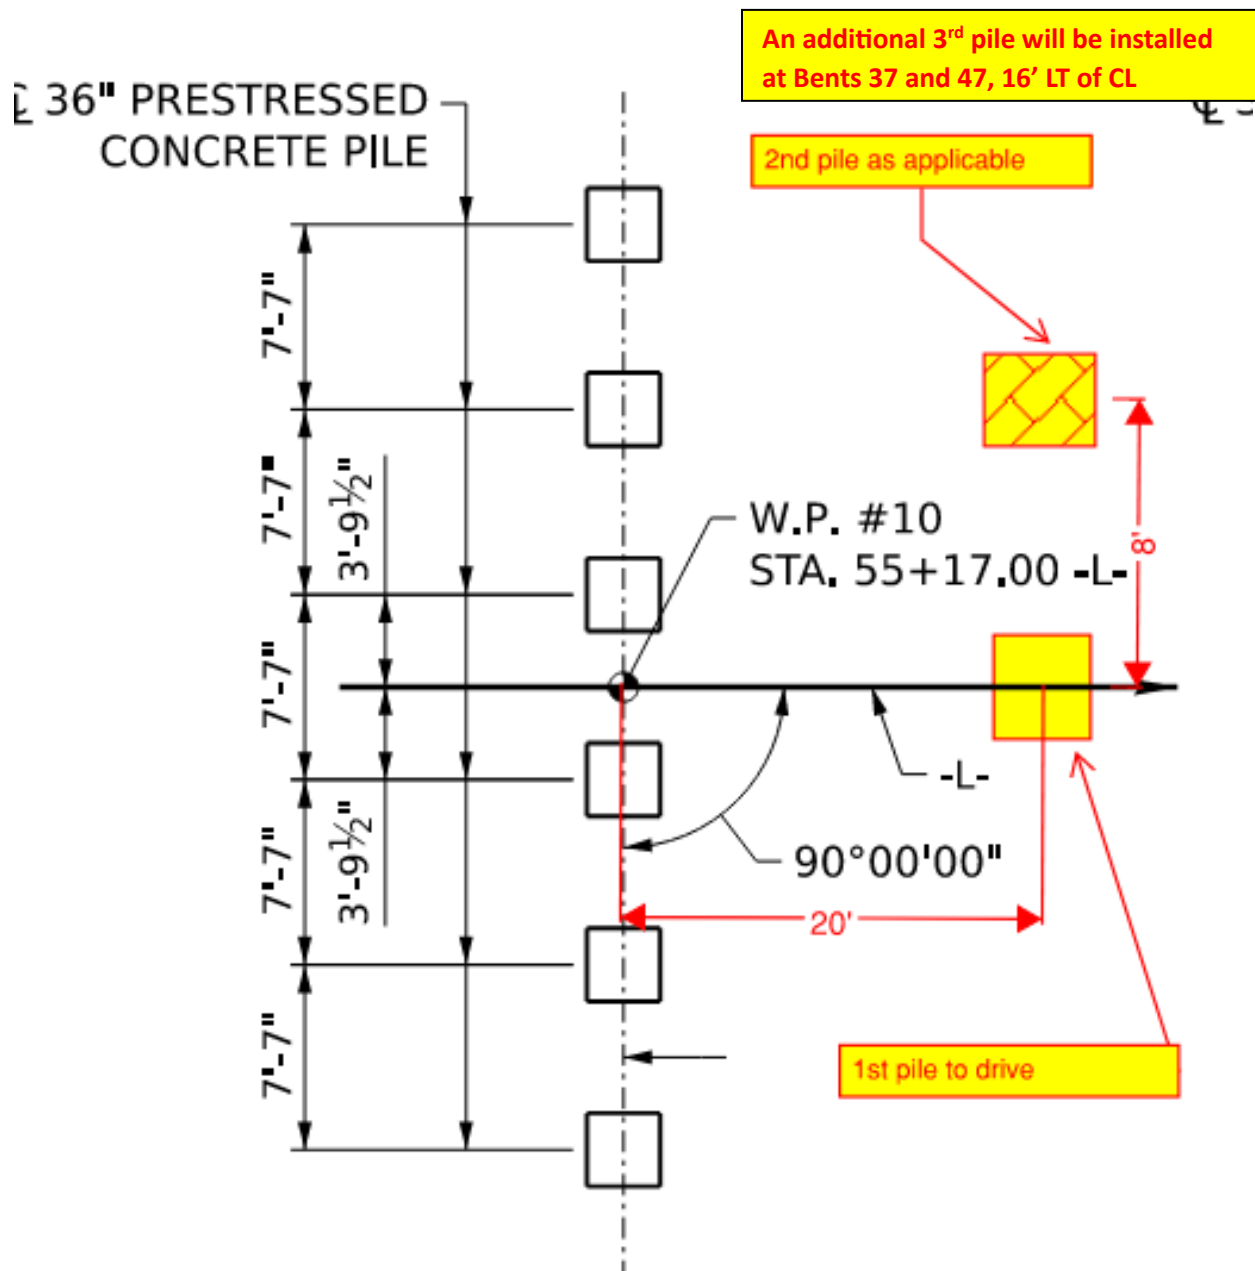 An additional 3rd pile will be installed
at Bents 37 and 47, 16’ LT of CL
℄ 36" PRESTRESSED
CONCRETE PILE
2nd pile as applicable
7'-7"
7'-7"
3'-9½"
W.P. #10
STA. 55+17.00 -L-
8'
7'-7"
-L-
3'-9½"
90°00'00"
7'-7"
20'
7'-7"
1st pile to drive